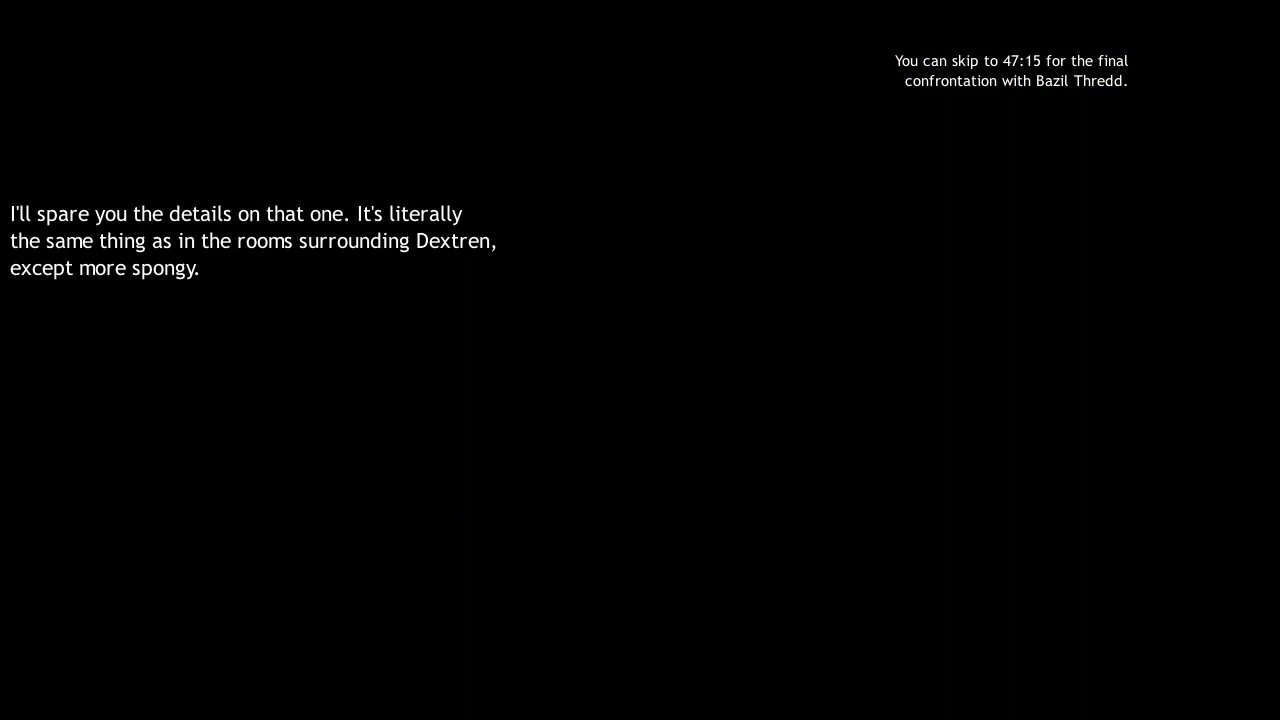 You can skip to 47:15 for the final
confrontation with Bazil Thredd.
I'll spare you the details on that one. It's literally
the same thing as in the rooms surrounding Dextren,
except more spongy.